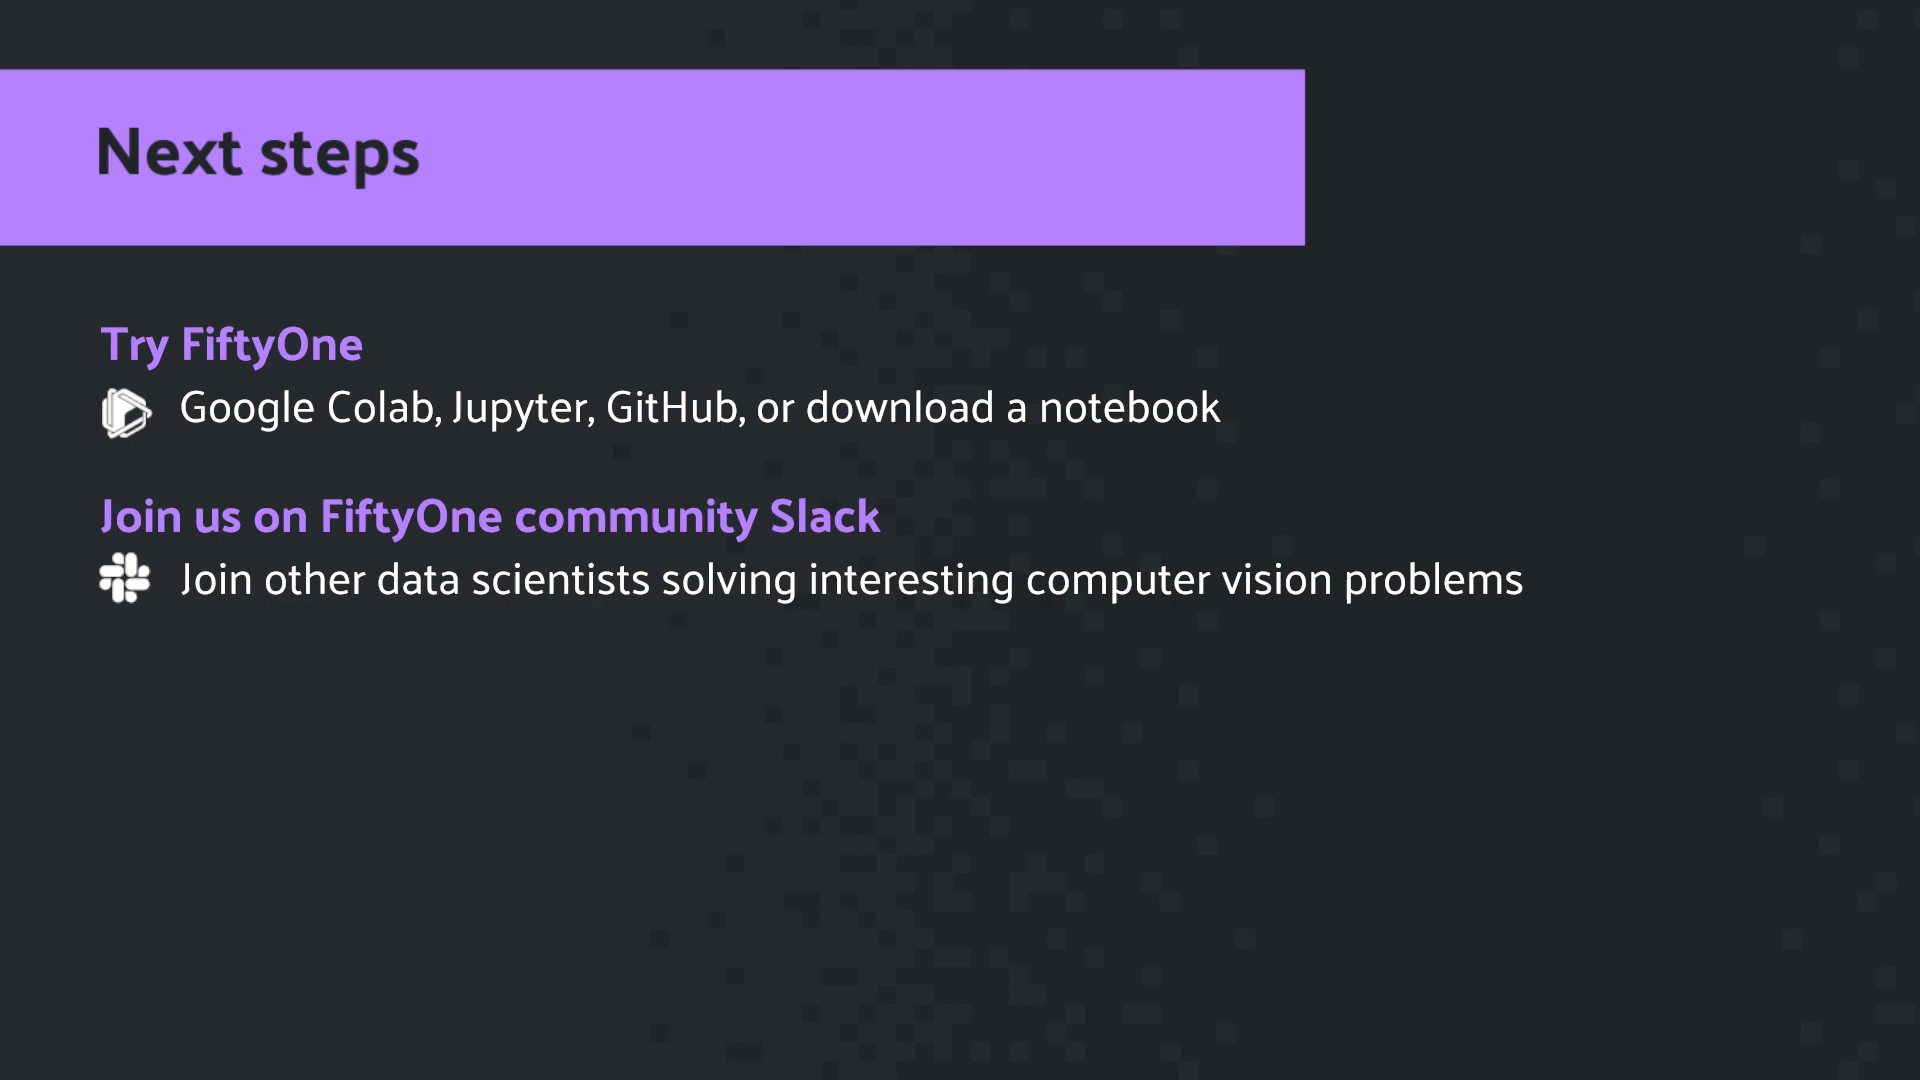 Next steps
Try FiftyOne
Google Colab, Jupyter, GitHub, or download a notebook
Join us on FiftyOne community Slack
Join other data scientists solving interesting computer vision problems